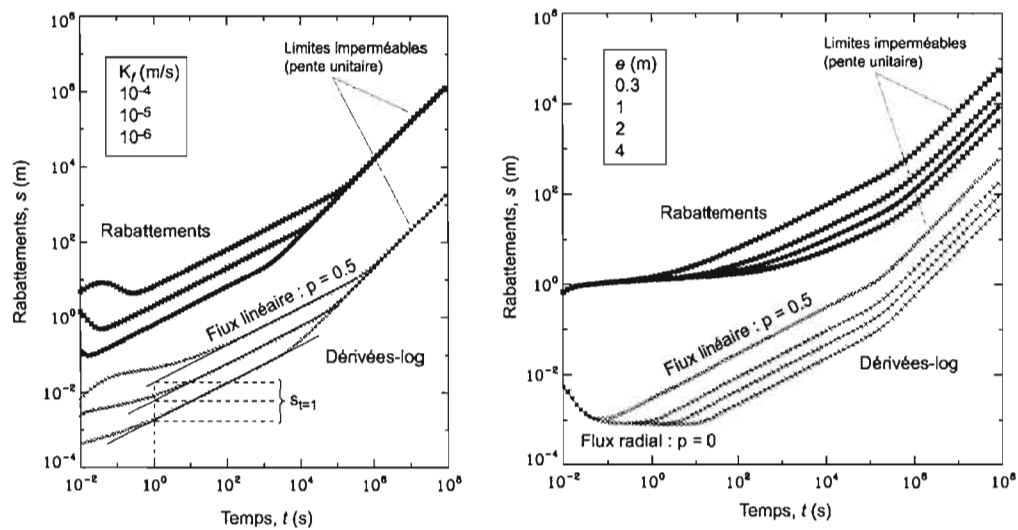 10⁸
10⁶
10⁴
10²
10⁰
10⁻²
10⁻⁴
Rabattements, s (m)
K_f (m/s)
10⁻⁴
10⁻⁵
10⁻⁶
Limites imperméables
(pente unitaire)
Rabattements
Flux linéaire : p = 0.5
Dérivées-log
s_{t=1}
10⁻² 10⁰ 10² 10⁴ 10⁶ 10⁸
Temps, t (s)
10⁶
10⁴
10²
10⁰
10⁻²
10⁻⁴
Rabattements, s (m)
e (m)
0.3
1
2
4
Limites imperméables
(pente unitaire)
Rabattements
Flux linéaire : p = 0.5
Dérivées-log
Flux radial : p = 0
10⁻² 10⁰ 10² 10⁴ 10⁶ 10⁸
Temps, t (s)